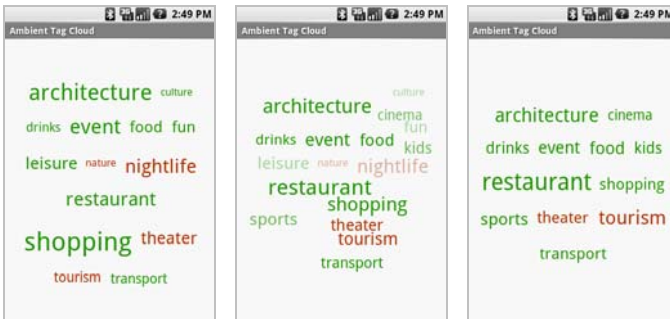 2:49 PM
Ambient Tag Cloud
architecture culture
drinks event food fun
leisure nature nightlife
restaurant
shopping theater
tourism transport
2:49 PM
Ambient Tag Cloud
culture
architecture cinema
fun
drinks event food kids
leisure nature nightlife
restaurant
shopping
sports theater
tourism
transport
2:49 PM
Ambient Tag Cloud
architecture cinema
drinks event food kids
restaurant shopping
sports theater tourism
transport